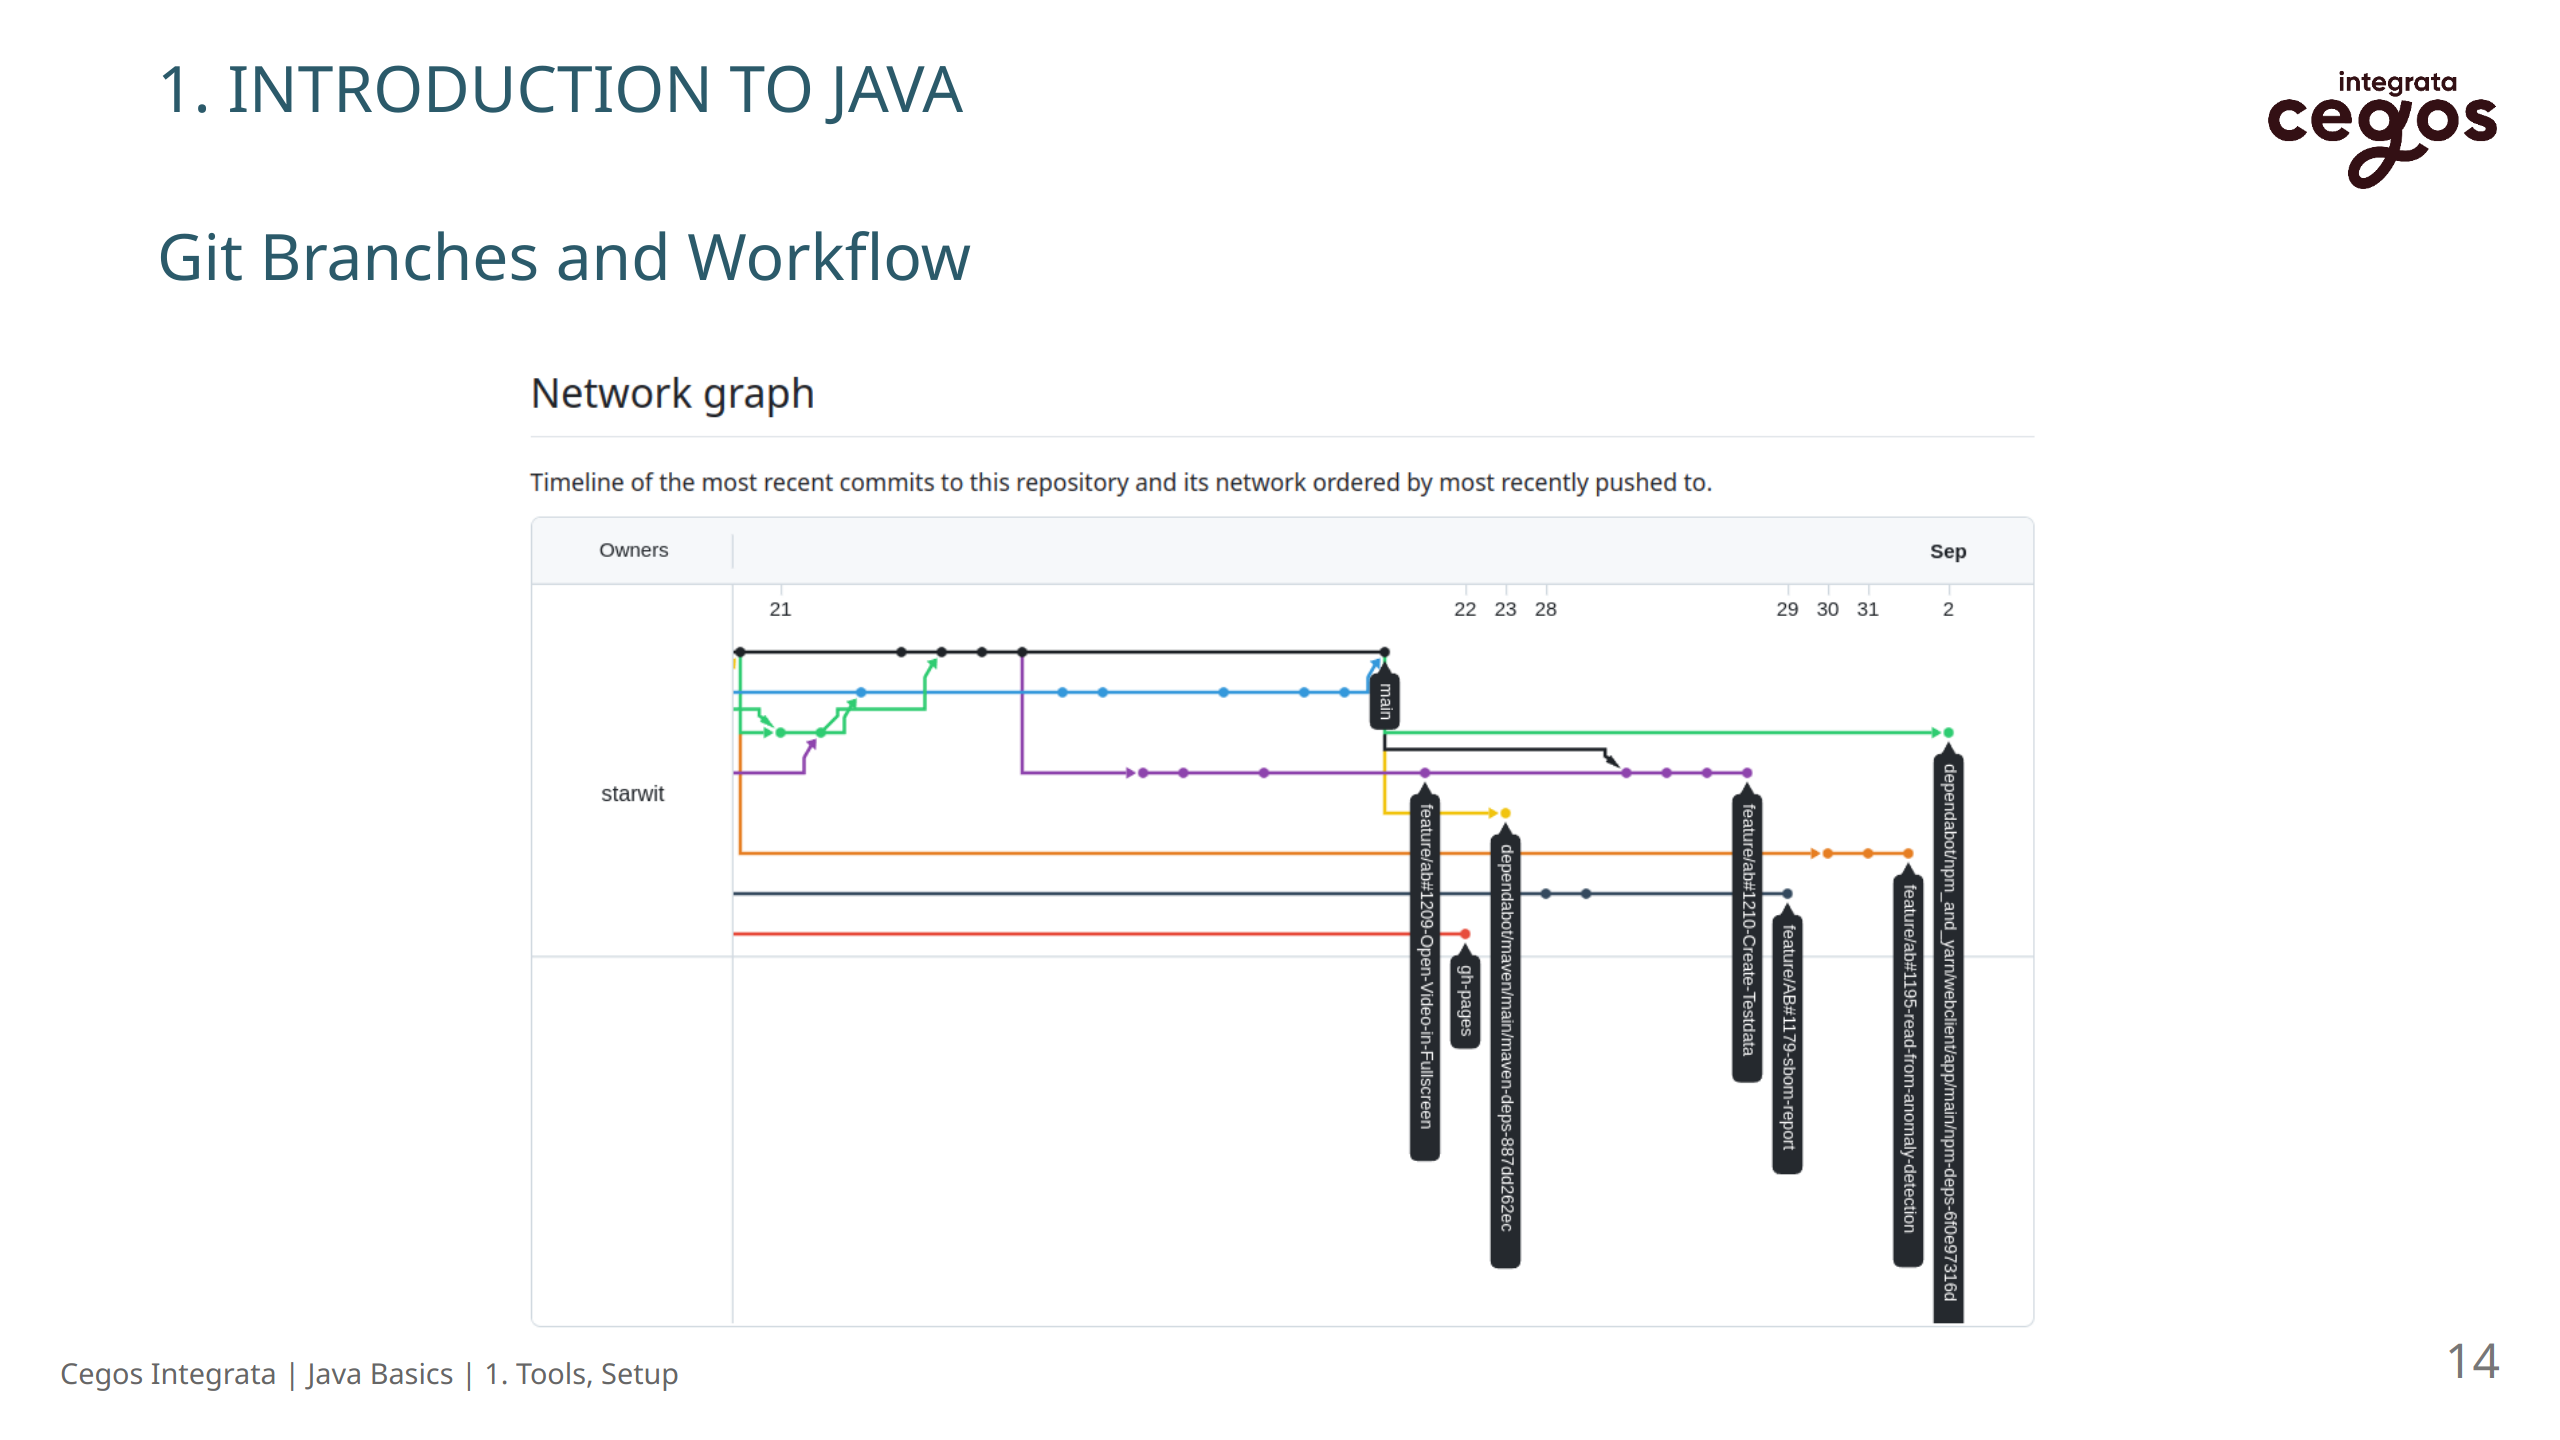 1. INTRODUCTION TO JAVA
integrata
cegos
Git Branches and Workflow
Network graph
Timeline of the most recent commits to this repository and its network ordered by most recently pushed to.
Owners
Sep
21
22
23
28
29
30
31
2
starwit
main
feature/ab#1209-Open-Video-in-Fullscreen
gh-pages
dependabot/maven/main/maven-deps-887dd262ec
feature/ab#1210-Create-Testdata
feature/AB#1179-sbom-report
feature/ab#1195-read-from-anomaly-detection
dependabot/npm_and_yarn/webclient/app/main/npm-deps-6f0e97316d
Cegos Integrata | Java Basics | 1. Tools, Setup
14